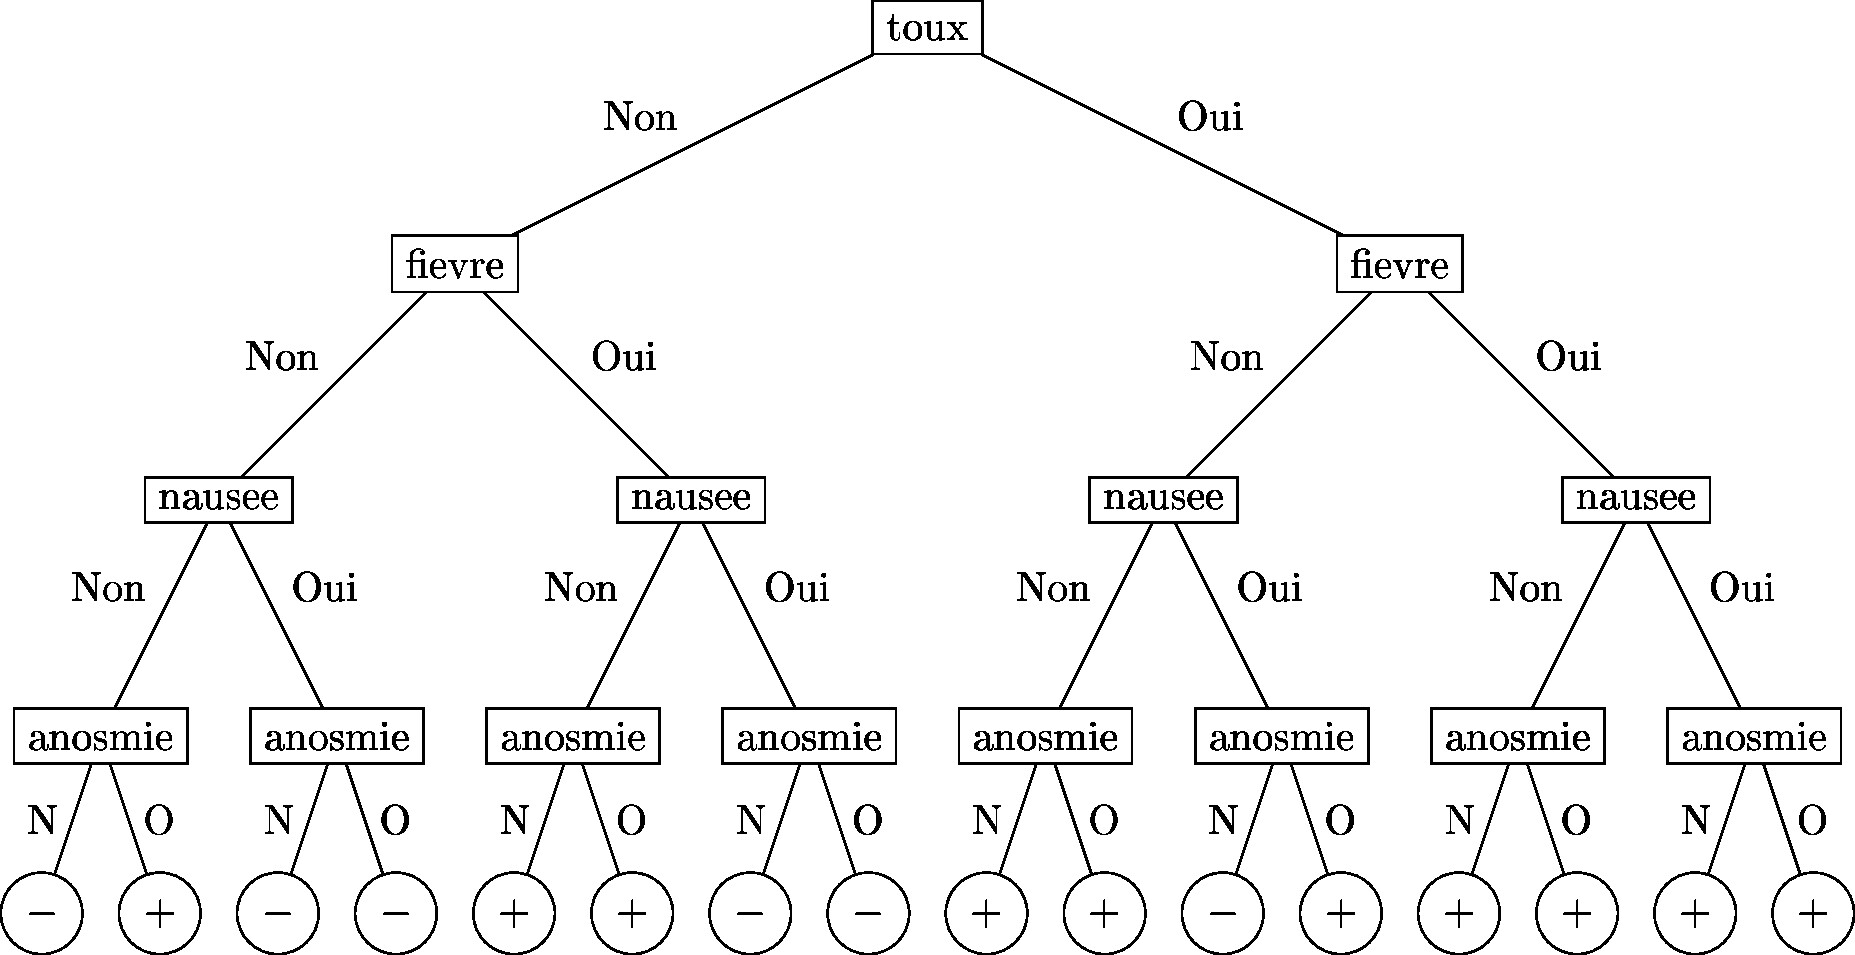 toux
Non Oui
fievre fievre
Non Oui Non Oui
nausee nausee nausee nausee
Non Oui Non Oui Non Oui Non Oui
anosmie anosmie anosmie anosmie anosmie anosmie anosmie anosmie
N O N O N O N O N O N O N O N O
− + − − + + − − + + − + + + + +